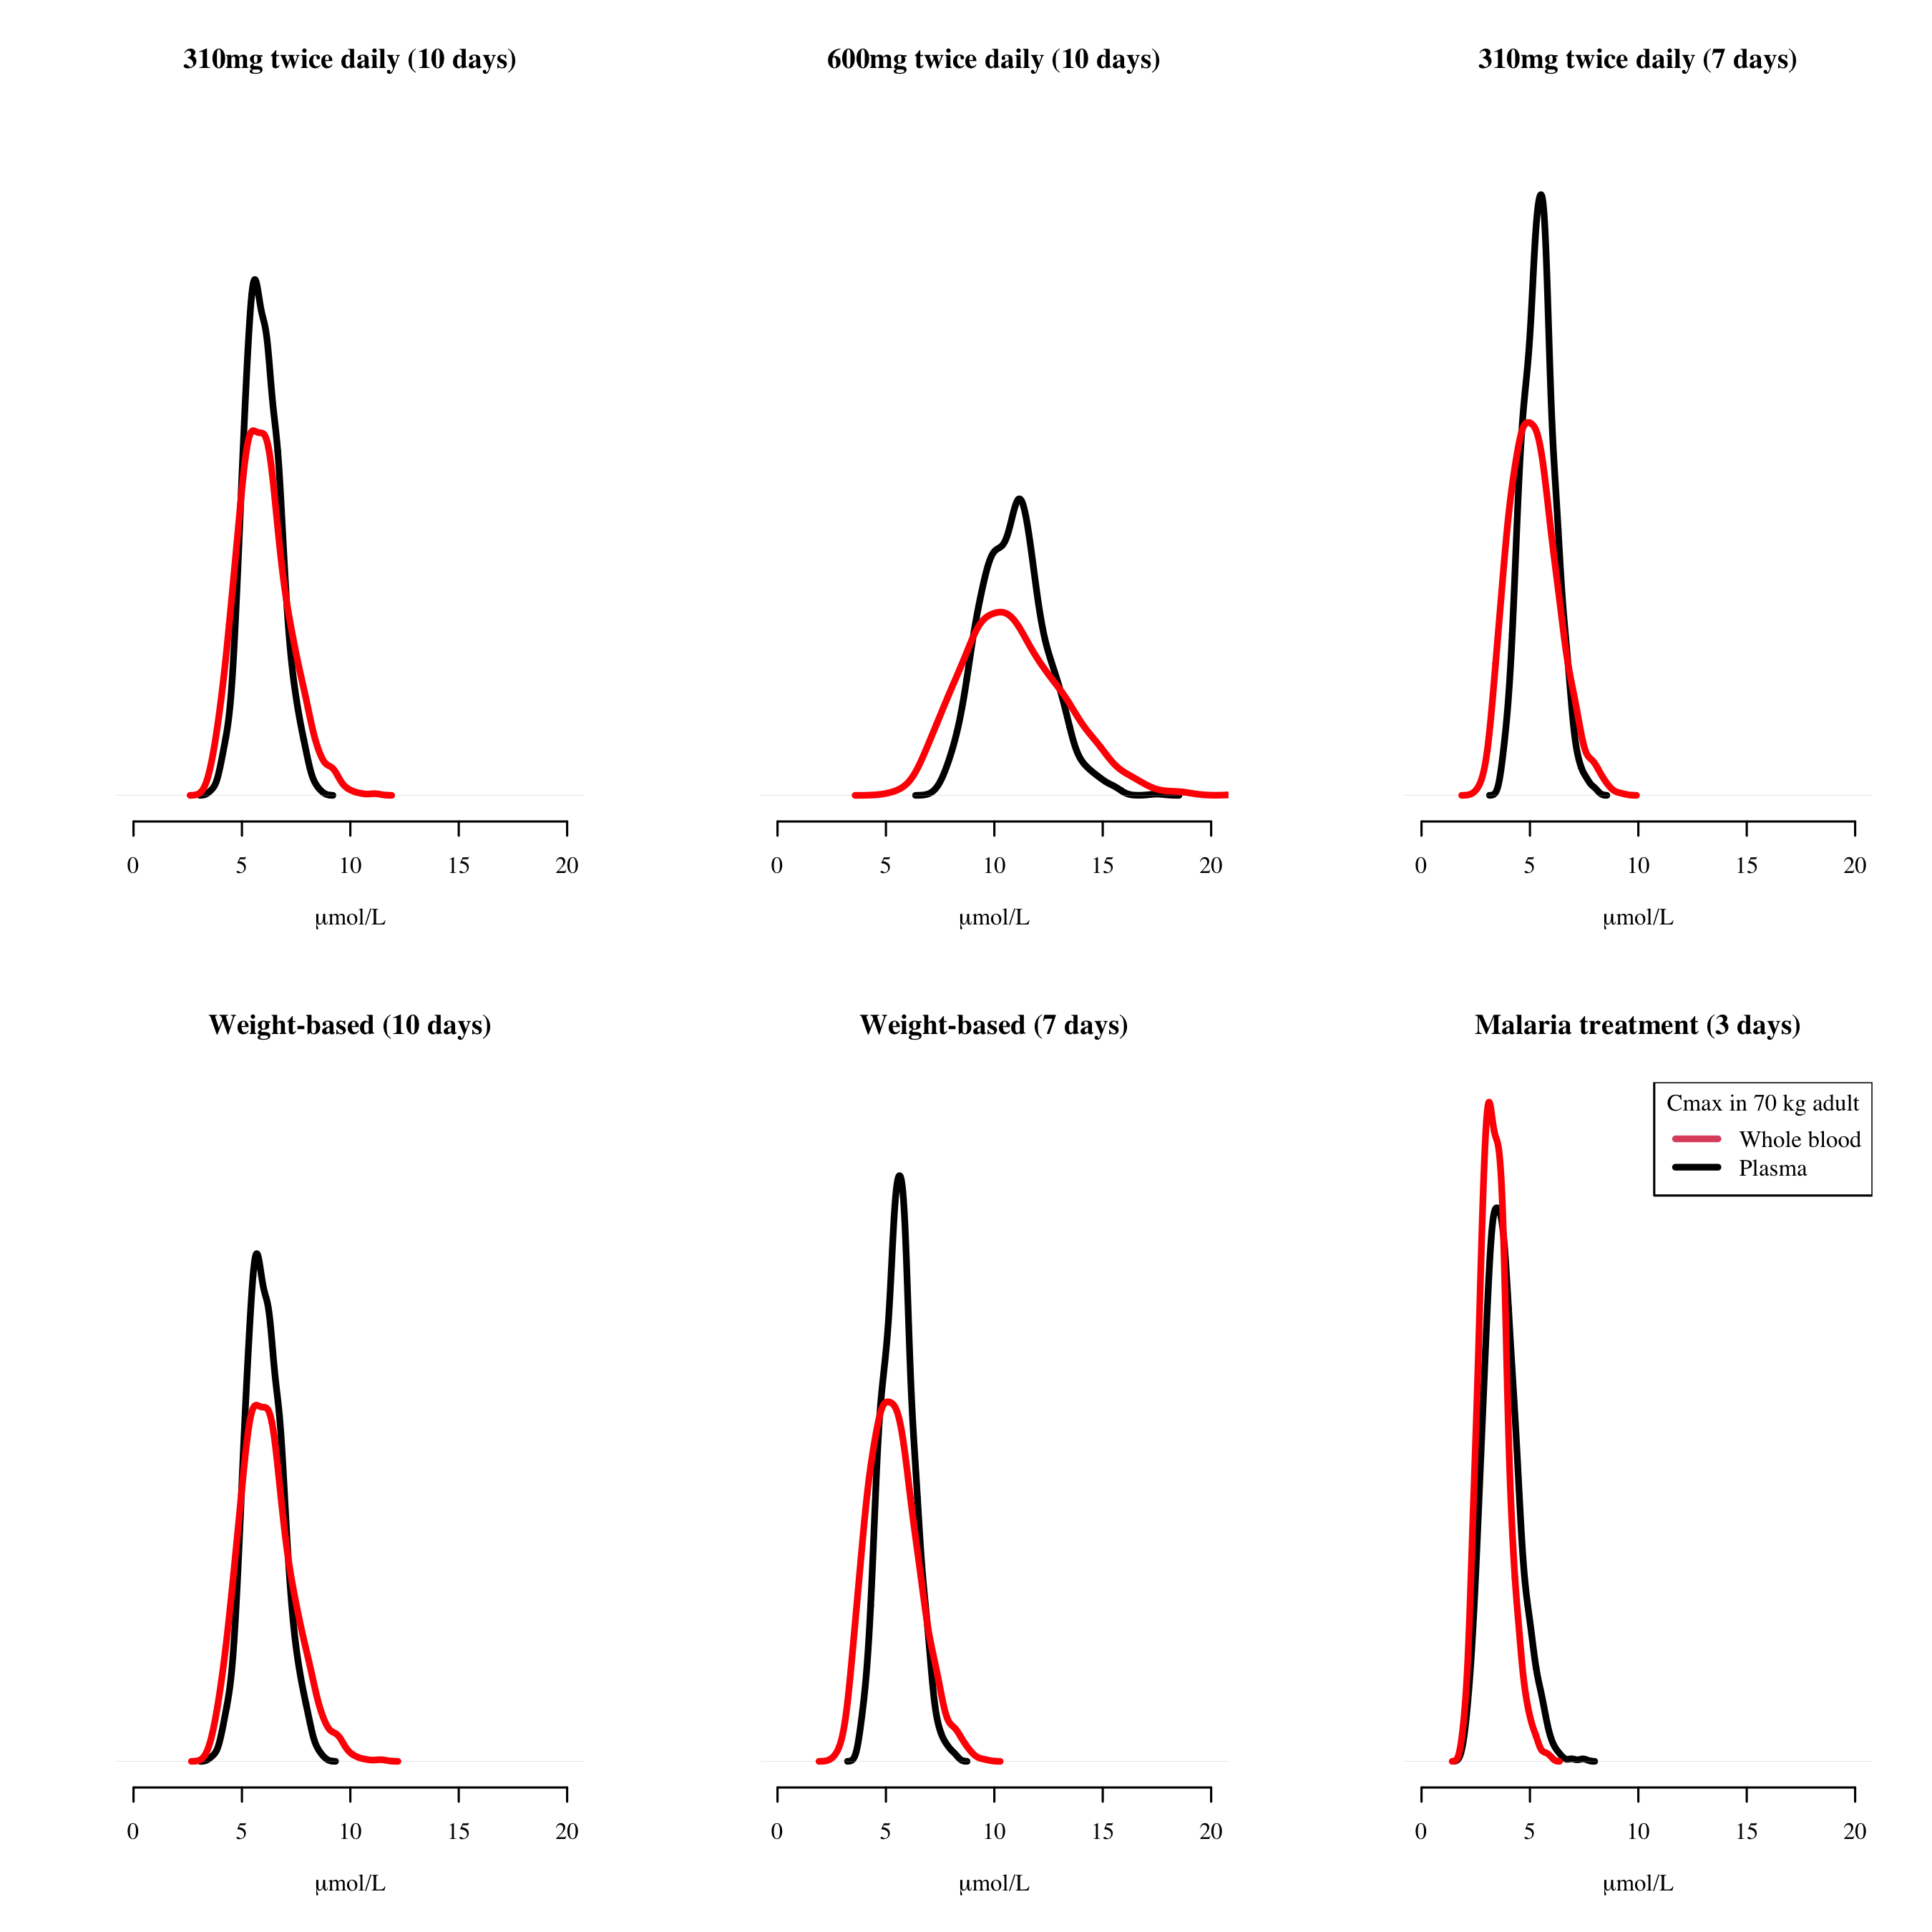 310mg twice daily (10 days)
600mg twice daily (10 days)
310mg twice daily (7 days)
0 5 10 15 20
μmol/L
0 5 10 15 20
μmol/L
0 5 10 15 20
μmol/L
Weight-based (10 days)
Weight-based (7 days)
Malaria treatment (3 days)
Cmax in 70 kg adult
Whole blood
Plasma
0 5 10 15 20
μmol/L
0 5 10 15 20
μmol/L
0 5 10 15 20
μmol/L